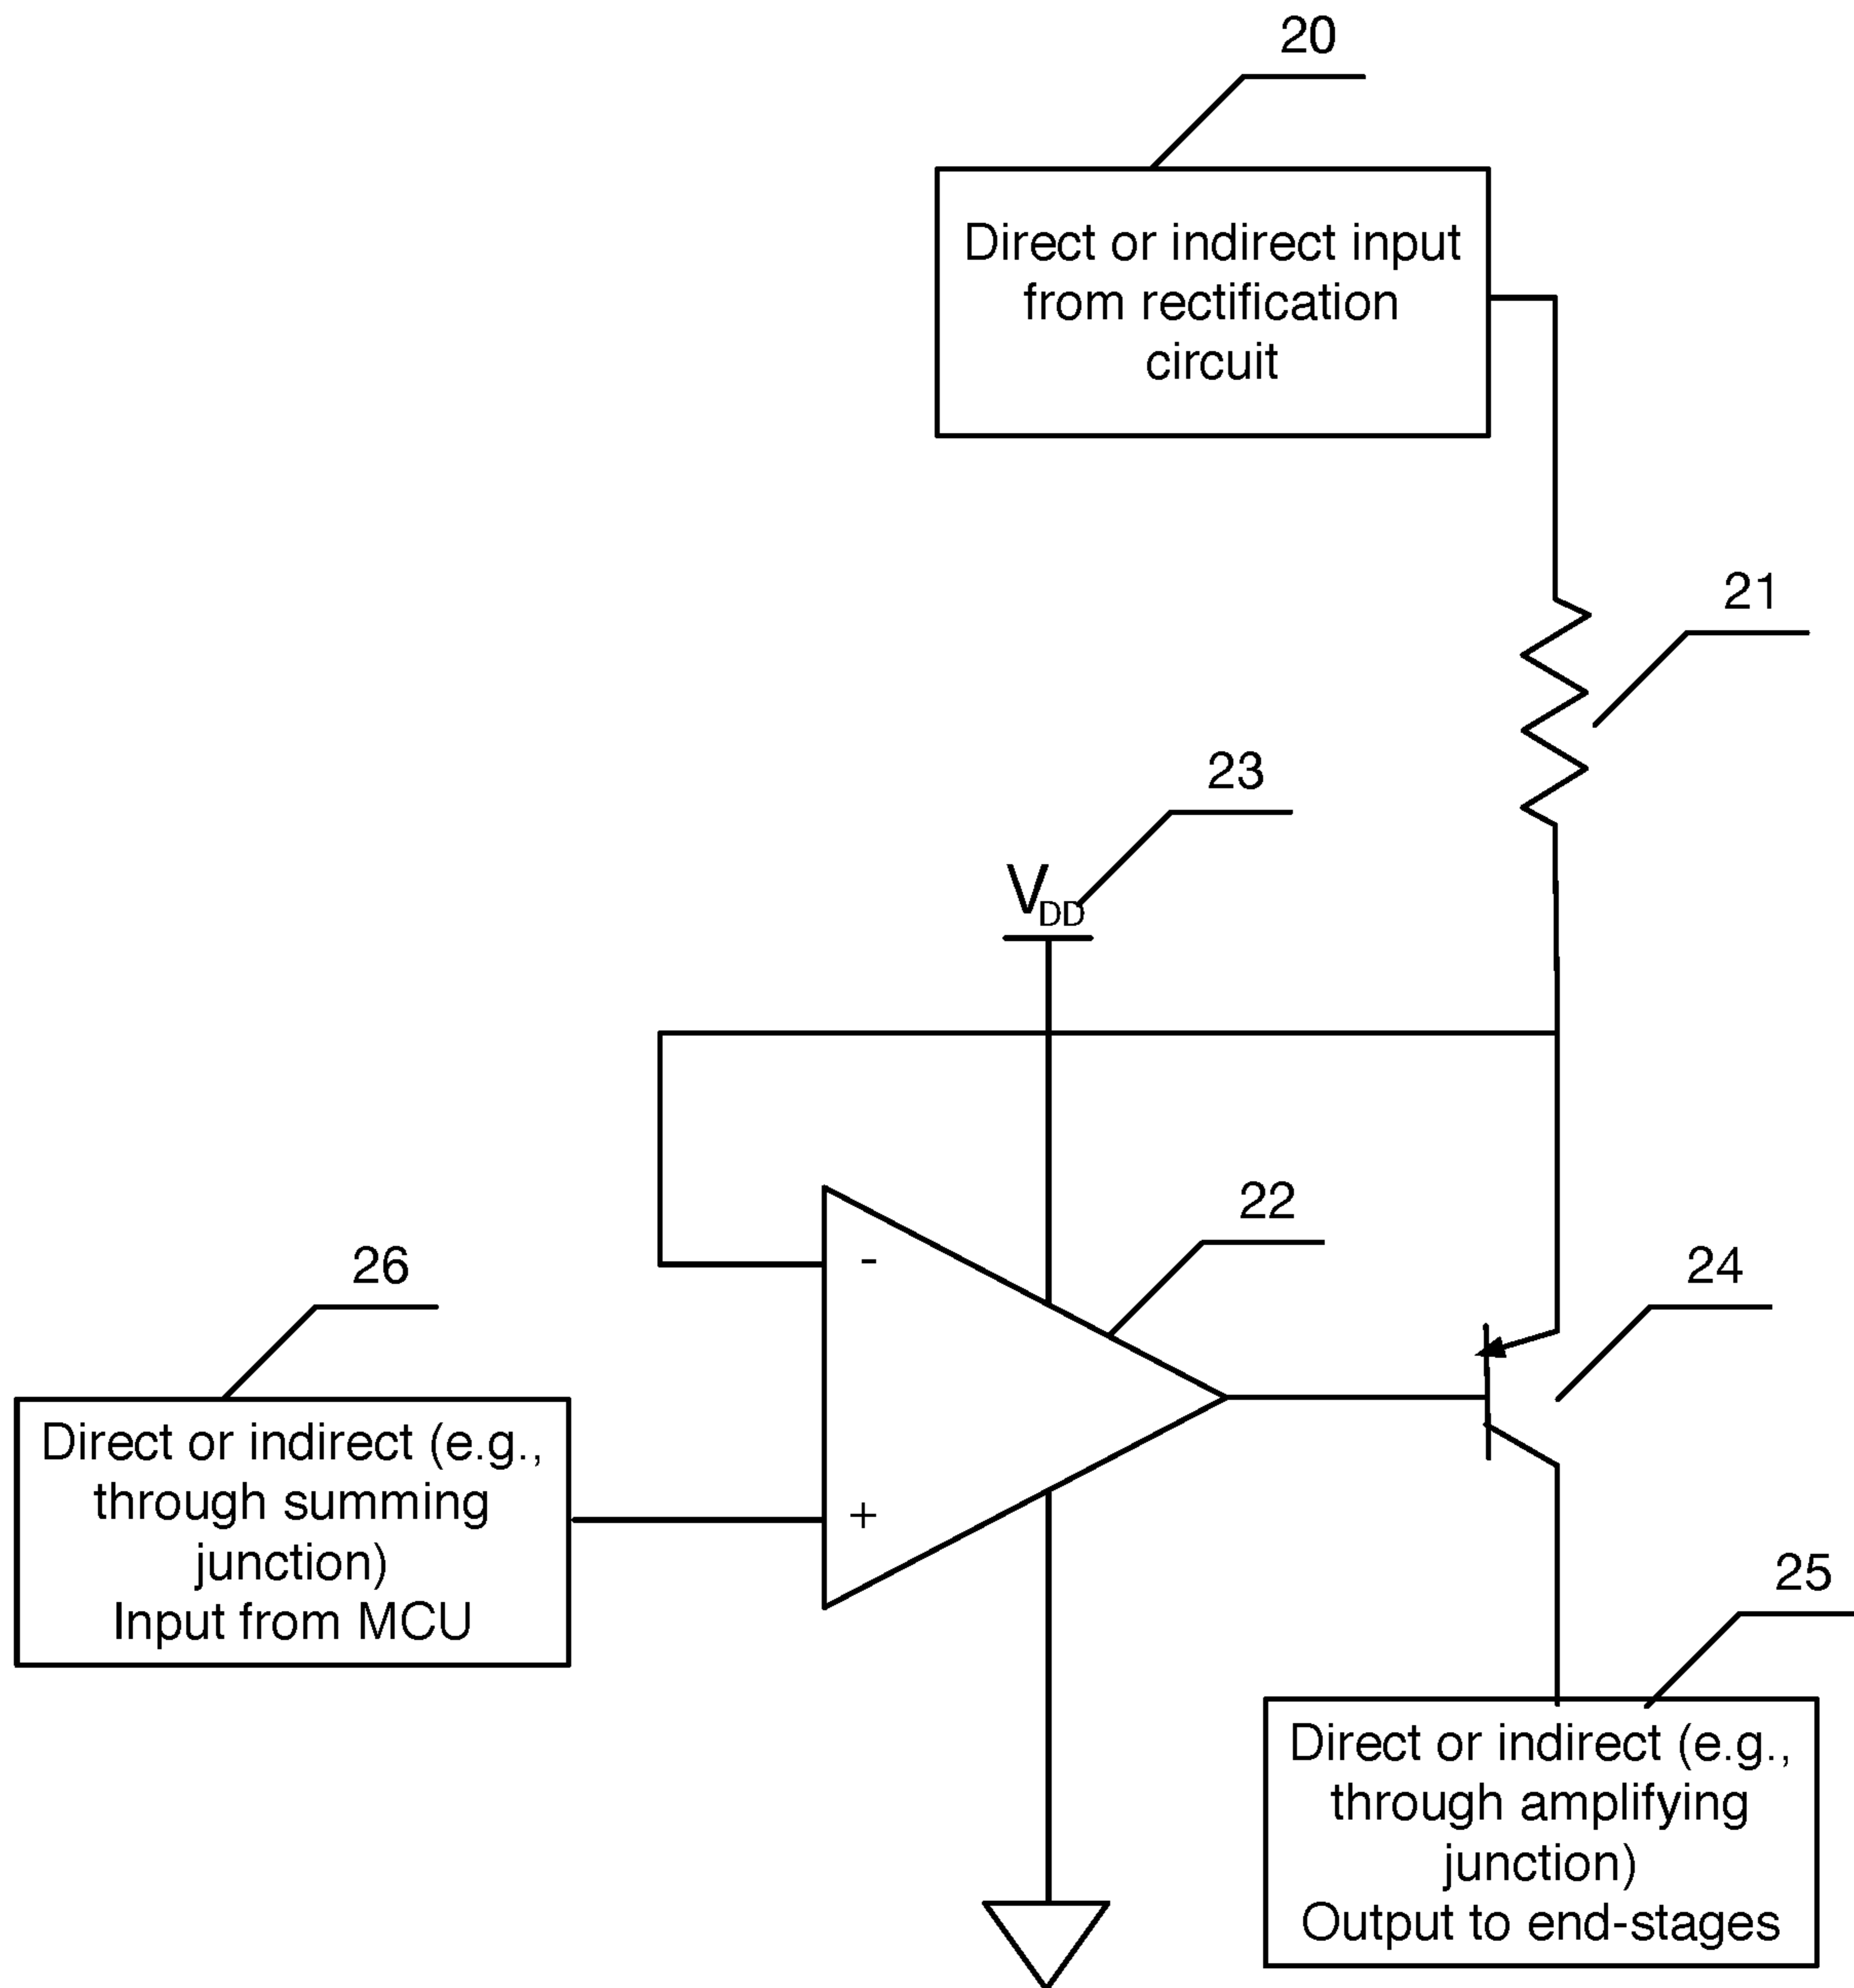 20
Direct or indirect input
from rectification
circuit
21
23
VDD
22
-
26
24
Direct or indirect (e.g.,
through summing
junction)
Input from MCU
+
25
Direct or indirect (e.g.,
through amplifying
junction)
Output to end-stages